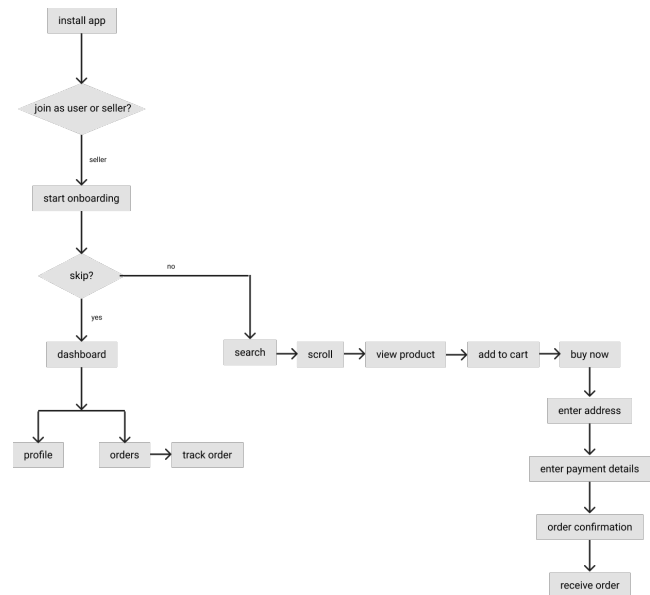 install app
join as user or seller?
seller
start onboarding
skip?
no
yes
dashboard
search
scroll
view product
add to cart
buy now
enter address
profile
orders
track order
enter payment details
order confirmation
receive order